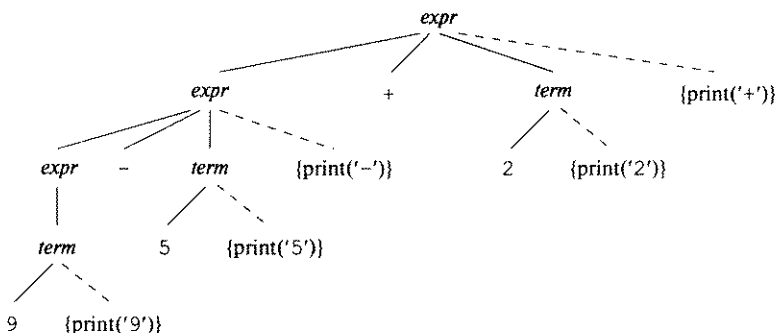 expr
expr + term {print('+')}
expr - term {print('-')} 2 {print('2')}
term 5 {print('5')}
9 {print('9')}